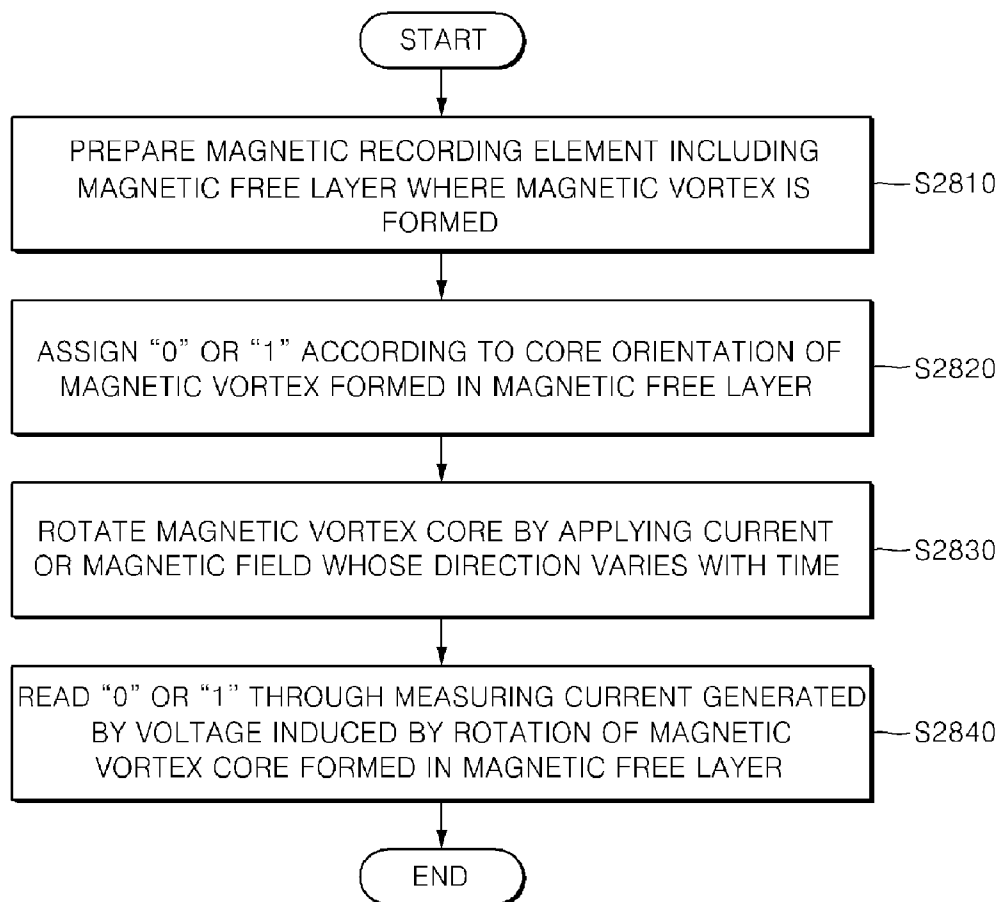 START
PREPARE MAGNETIC RECORDING ELEMENT INCLUDING
MAGNETIC FREE LAYER WHERE MAGNETIC VORTEX IS
FORMED
S2810
ASSIGN “0” OR “1” ACCORDING TO CORE ORIENTATION OF
MAGNETIC VORTEX FORMED IN MAGNETIC FREE LAYER
S2820
ROTATE MAGNETIC VORTEX CORE BY APPLYING CURRENT
OR MAGNETIC FIELD WHOSE DIRECTION VARIES WITH TIME
S2830
READ “0” OR “1” THROUGH MEASURING CURRENT GENERATED
BY VOLTAGE INDUCED BY ROTATION OF MAGNETIC
VORTEX CORE FORMED IN MAGNETIC FREE LAYER
S2840
END